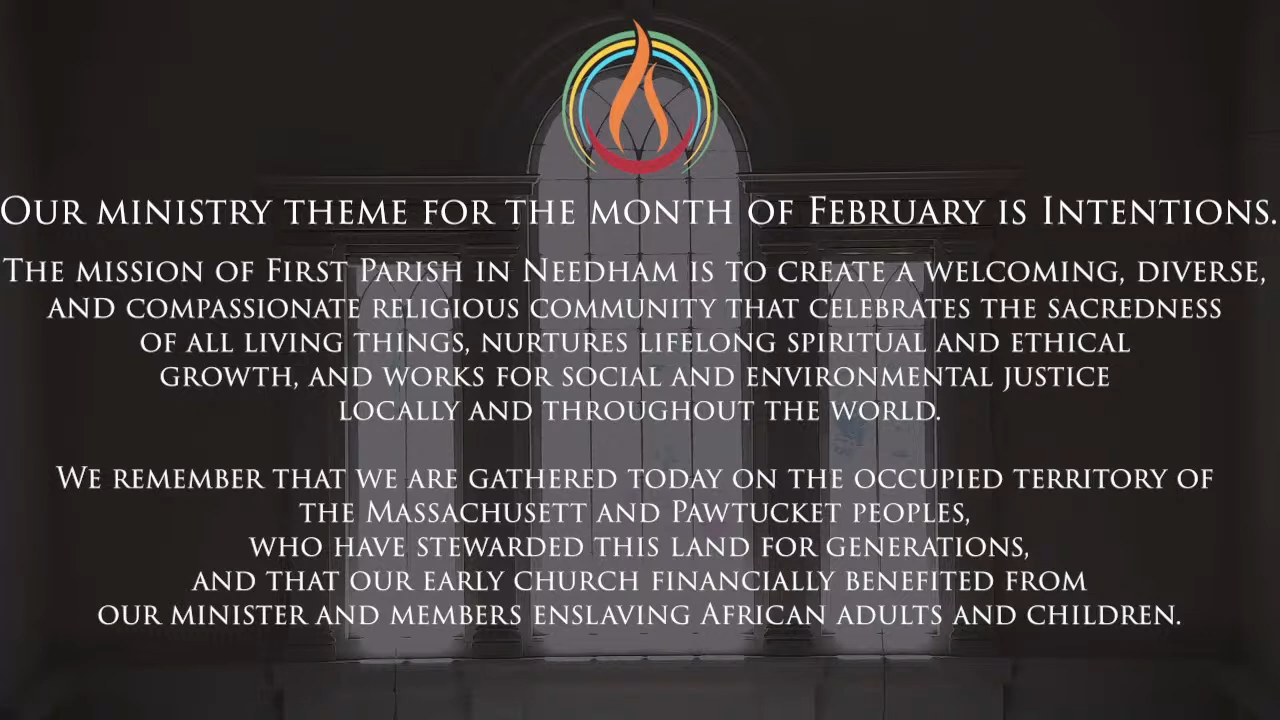 Our ministry theme for the month of February is Intentions.
The mission of First Parish in Needham is to create a welcoming, diverse,
and compassionate religious community that celebrates the sacredness
of all living things, nurtures lifelong spiritual and ethical
growth, and works for social and environmental justice
locally and throughout the world.
We remember that we are gathered today on the occupied territory of
the Massachusett and Pawtucket peoples,
who have stewarded this land for generations,
and that our early church financially benefited from
our minister and members enslaving African adults and children.